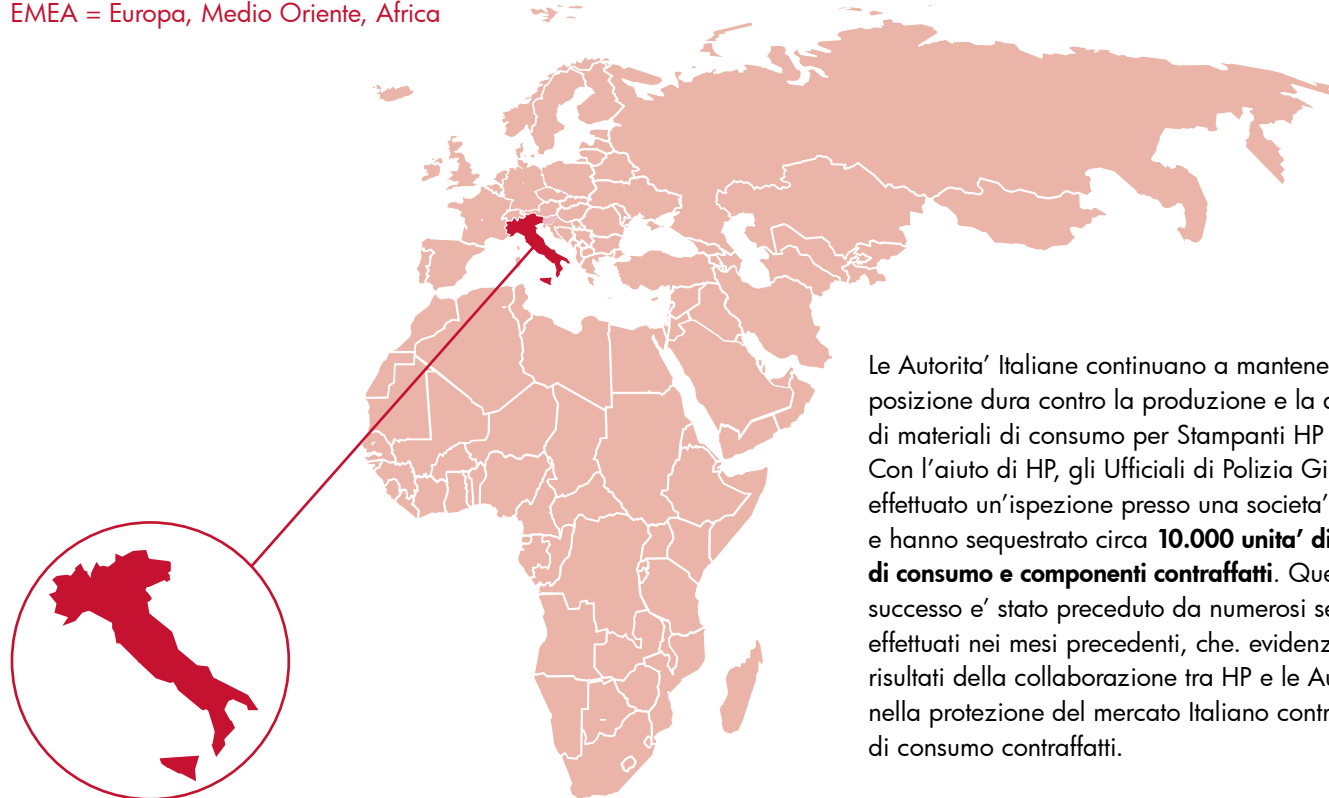 EMEA = Europa, Medio Oriente, Africa
Le Autorita’ Italiane continuano a mantene
posizione dura contro la produzione e la
di materiali di consumo per Stampanti HP
Con l’aiuto di HP, gli Ufficiali di Polizia Gi
effettuato un’ispezione presso una societa’
e hanno sequestrato circa 10.000 unita’ di
di consumo e componenti contraffatti. Que
successo e’ stato preceduto da numerosi se
effettuati nei mesi precedenti, che. evidenz
risultati della collaborazione tra HP e le Au
nella protezione del mercato Italiano contr
di consumo contraffatti.